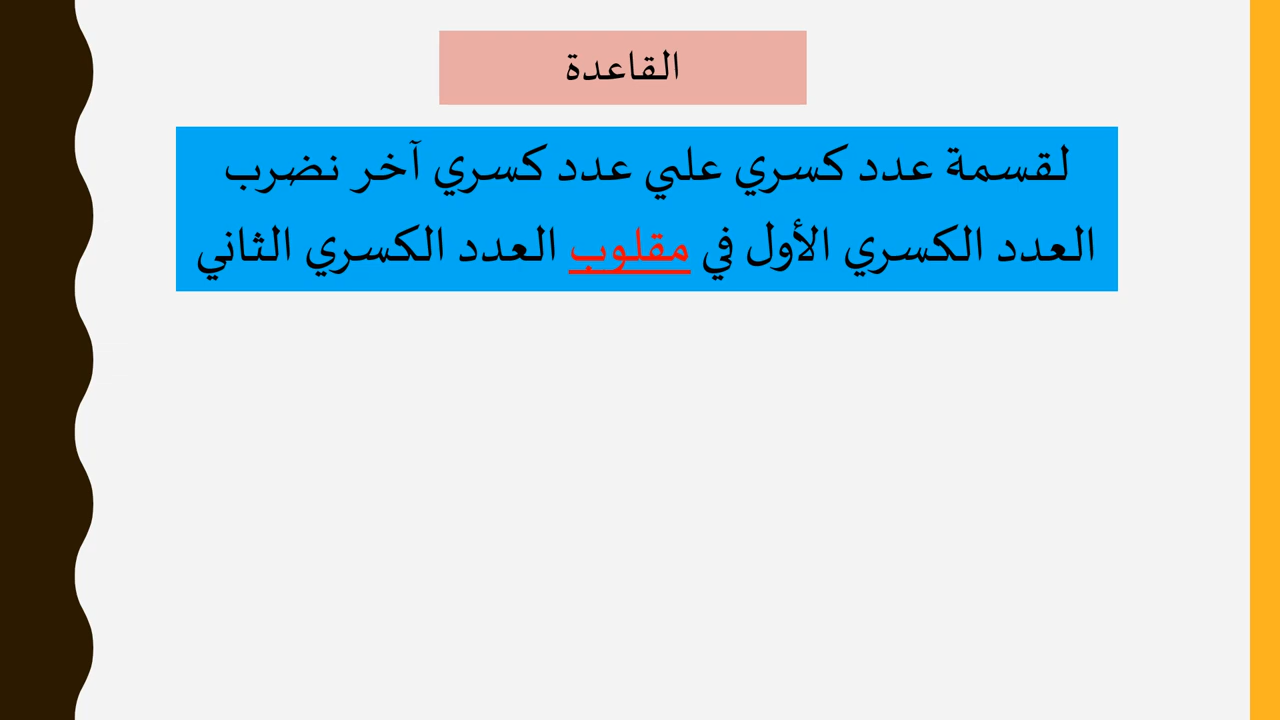 القاعدة
لقسمة عدد كسري علي عدد كسري آخر نضرب
العدد الكسري الأول في مقلوب العدد الكسري الثاني